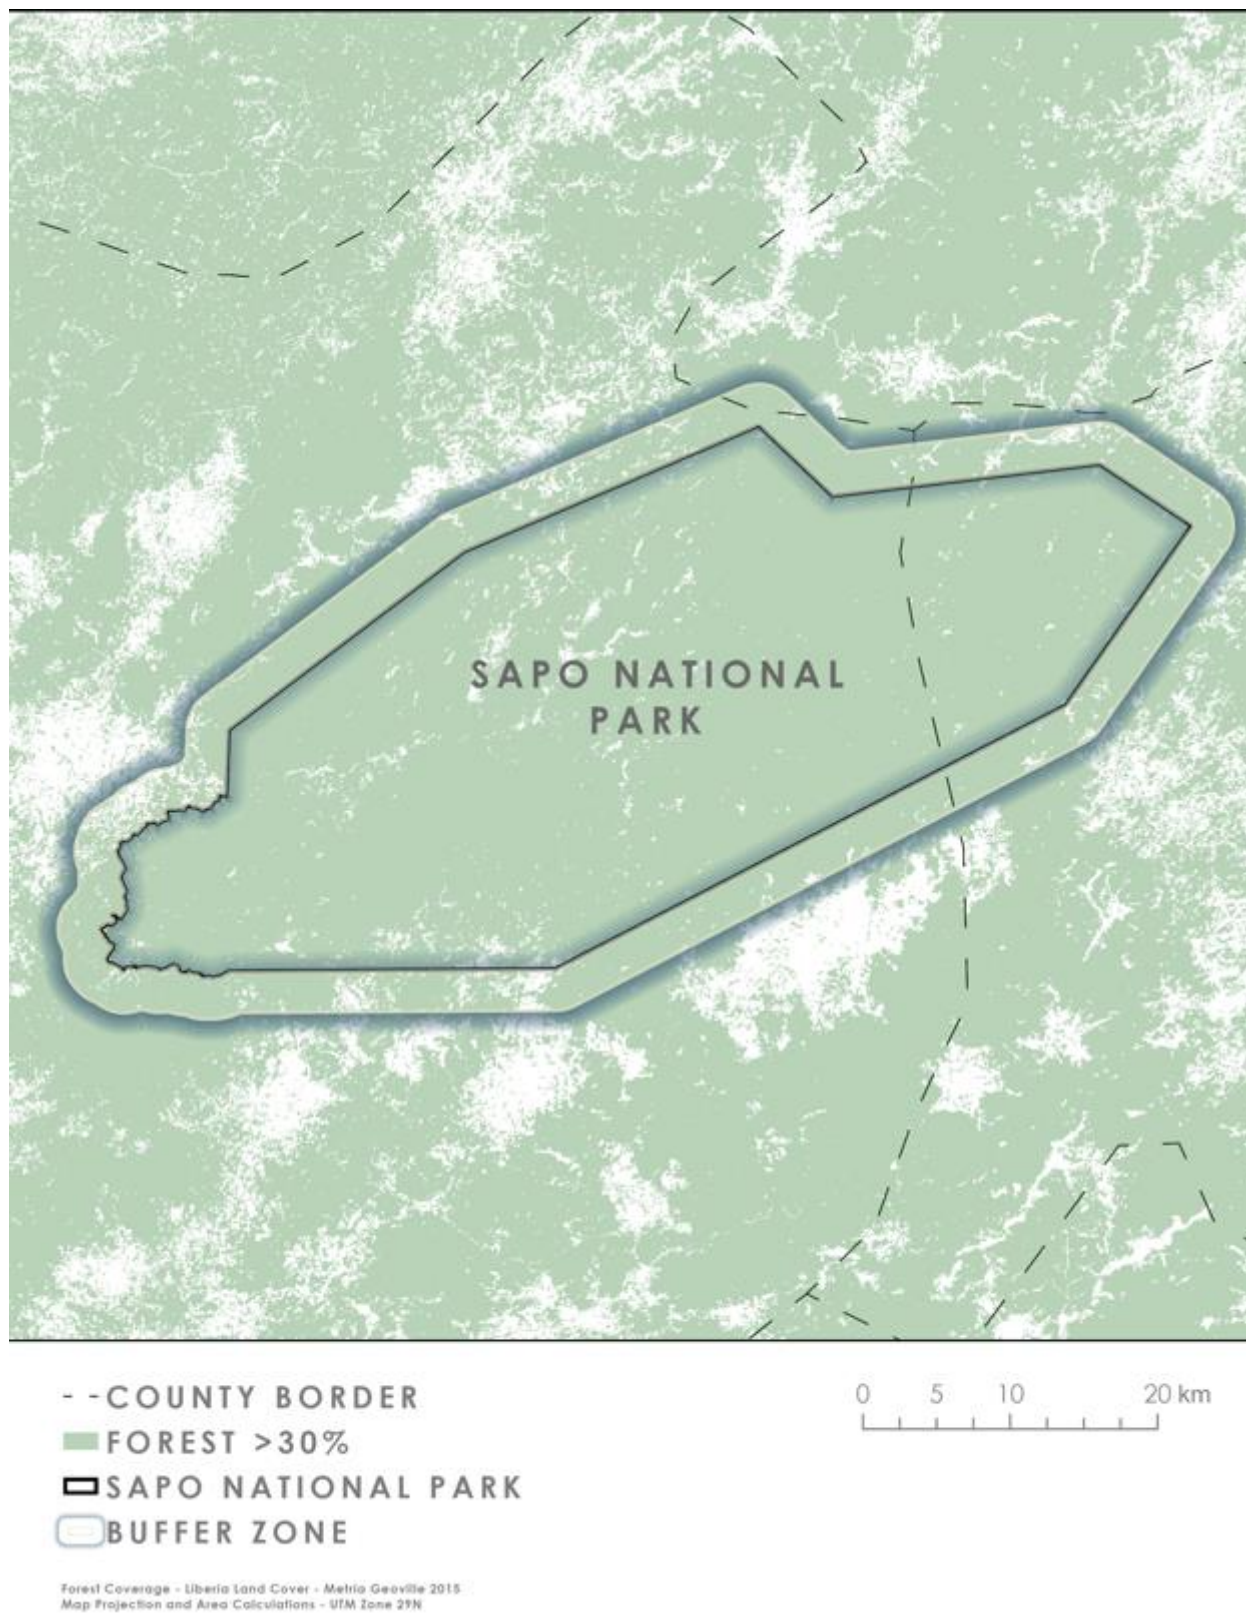 SAPO NATIONAL
PARK
- - COUNTY BORDER
FOREST >30%
SAPO NATIONAL PARK
BUFFER ZONE
0 5 10 20 km
Forest Coverage - Liberia Land Cover - Metria Geoville 2015
Map Projection and Area Calculations - UTM Zone 29N